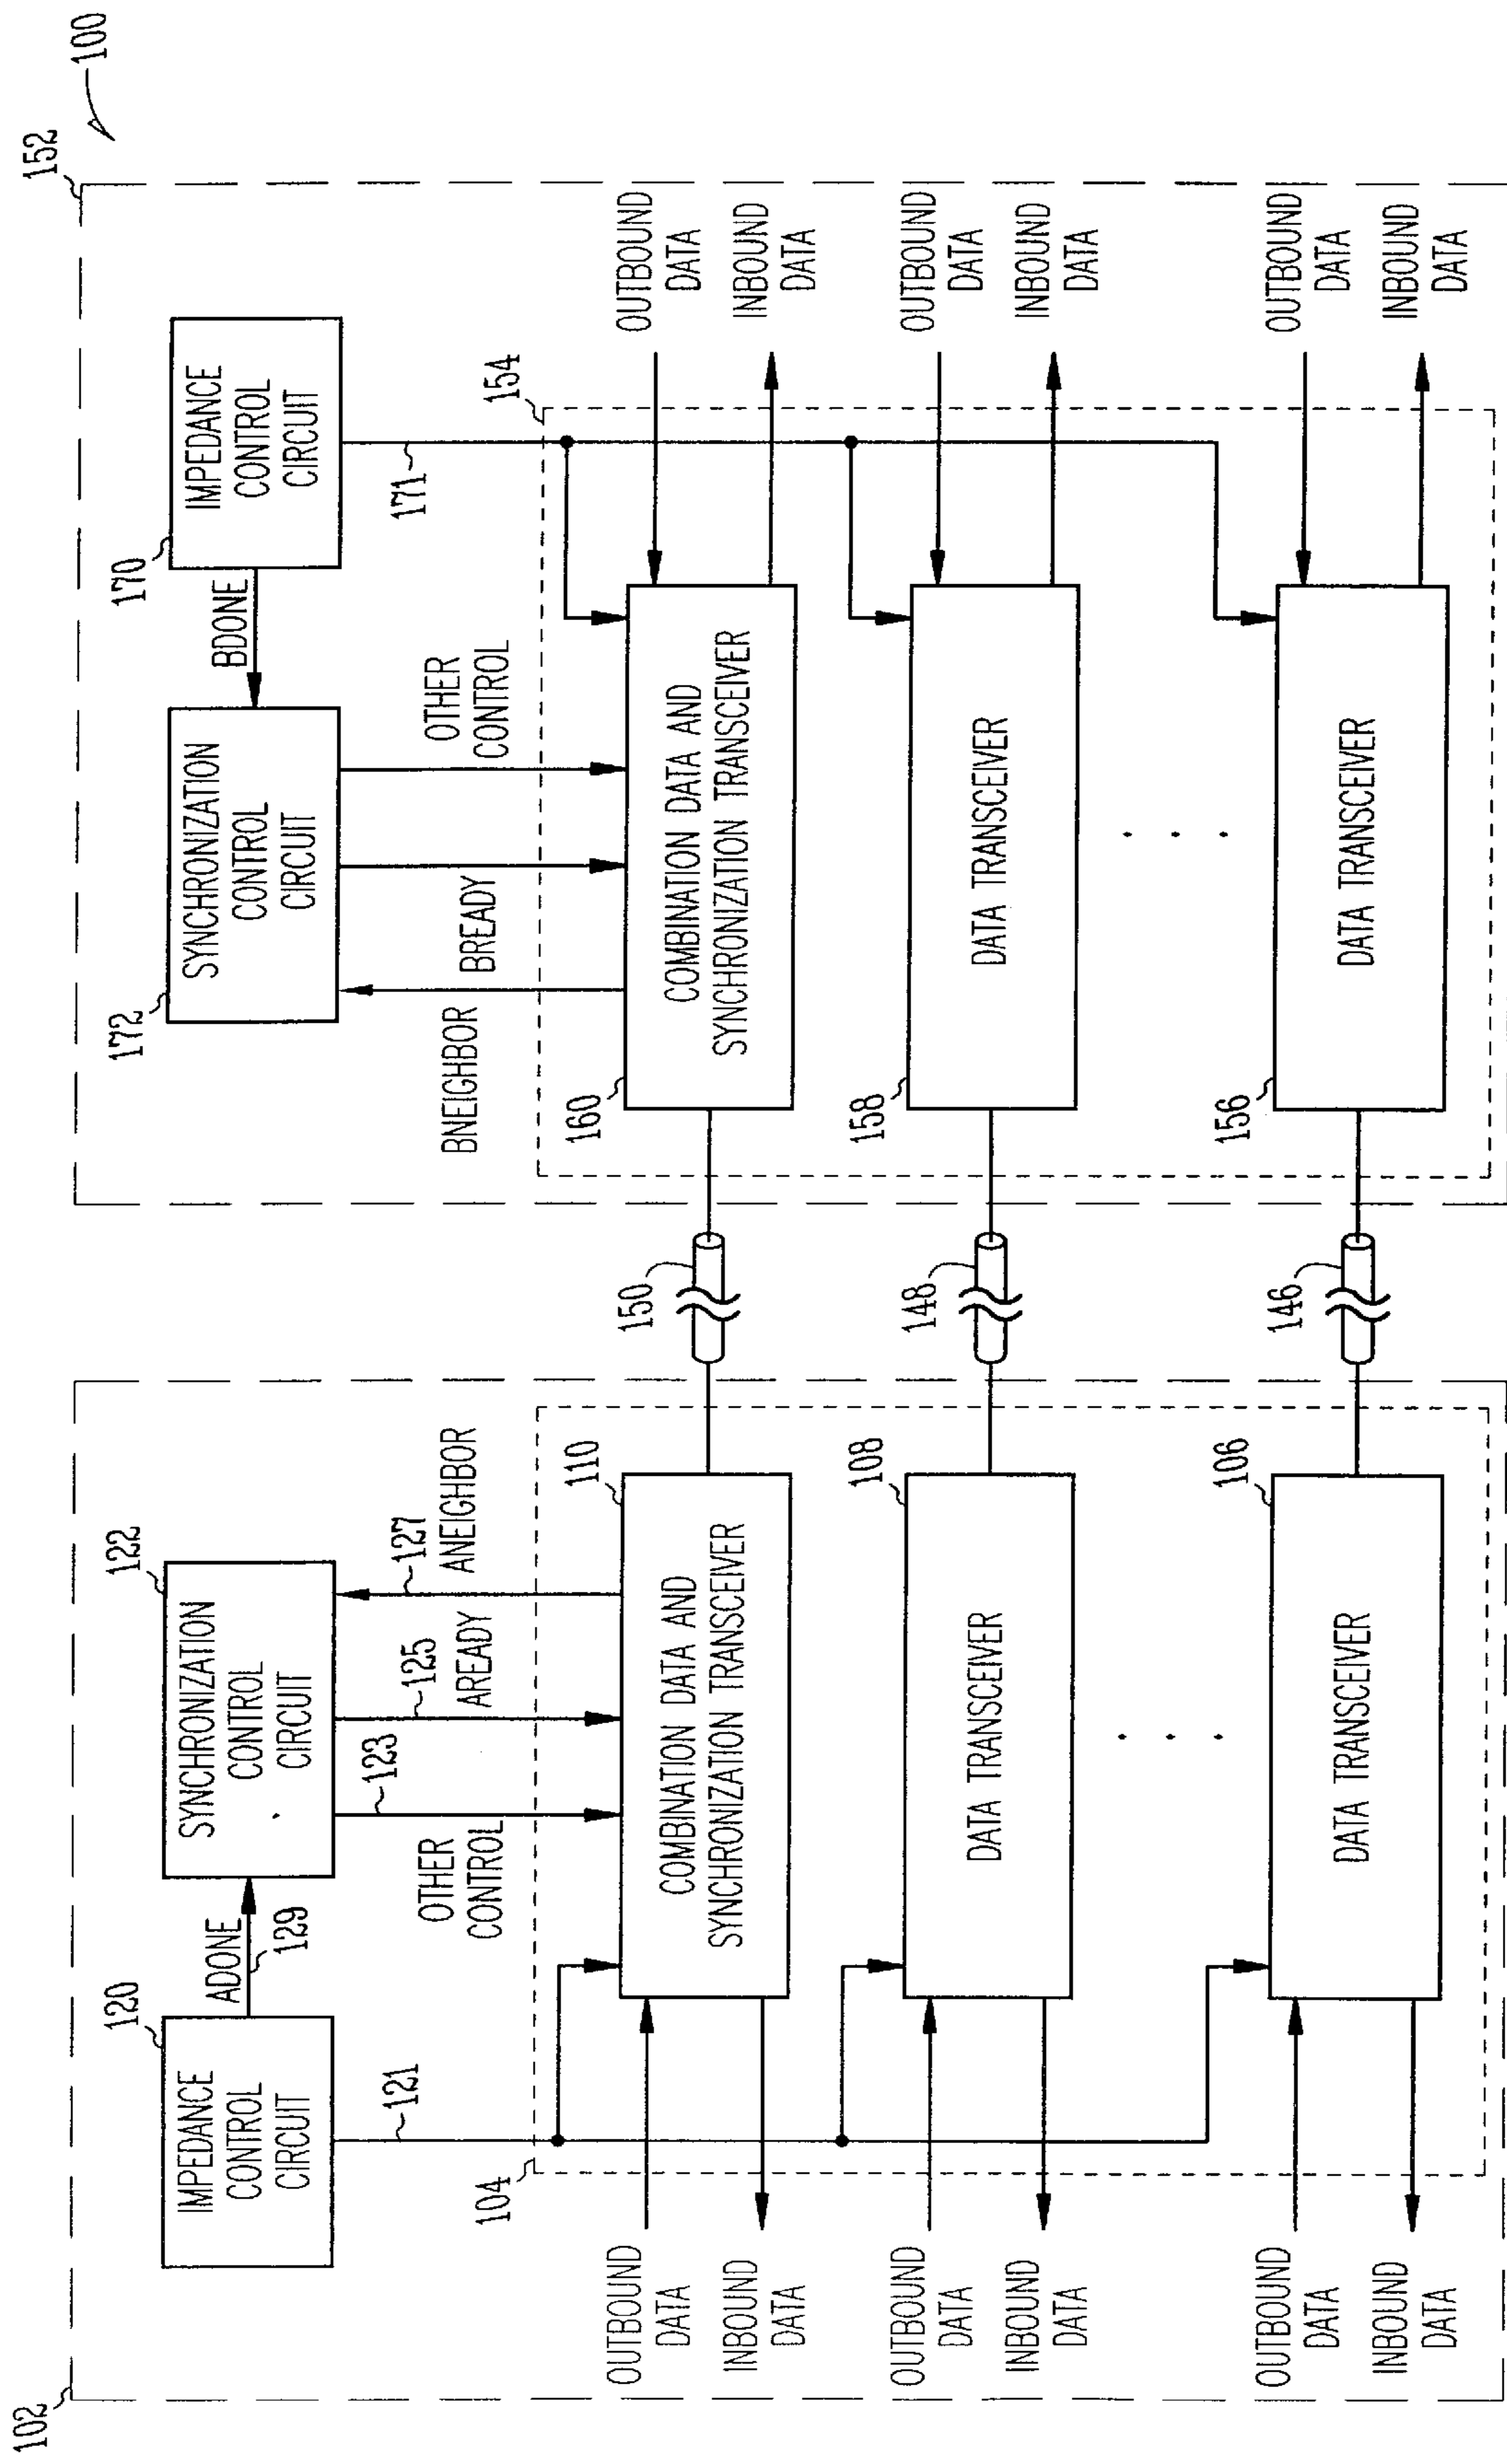 100
102
152
120
IMPEDANCE
CONTROL
CIRCUIT
ADONE
129
122
SYNCHRONIZATION
CONTROL
CIRCUIT
172
SYNCHRONIZATION
CONTROL
CIRCUIT
BDONE
170
IMPEDANCE
CONTROL
CIRCUIT
121
OTHER
CONTROL
123
125
AREADY
127
ANEIGHBOR
BNEIGHBOR
BREADY
OTHER
CONTROL
171
104
154
OUTBOUND
DATA
INBOUND
DATA
110
COMBINATION DATA AND
SYNCHRONIZATION TRANSCEIVER
150
160
COMBINATION DATA AND
SYNCHRONIZATION TRANSCEIVER
OUTBOUND
DATA
INBOUND
DATA
OUTBOUND
DATA
INBOUND
DATA
108
DATA TRANSCEIVER
148
158
DATA TRANSCEIVER
OUTBOUND
DATA
INBOUND
DATA
. . .
. . .
OUTBOUND
DATA
INBOUND
DATA
106
DATA TRANSCEIVER
146
156
DATA TRANSCEIVER
OUTBOUND
DATA
INBOUND
DATA